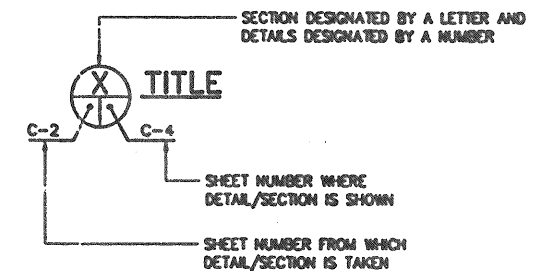 SECTION DESIGNATED BY A LETTER AND
DETAILS DESIGNATED BY A NUMBER
X TITLE
C-2 C-4
SHEET NUMBER WHERE
DETAIL/SECTION IS SHOWN
SHEET NUMBER FROM WHICH
DETAIL/SECTION IS TAKEN